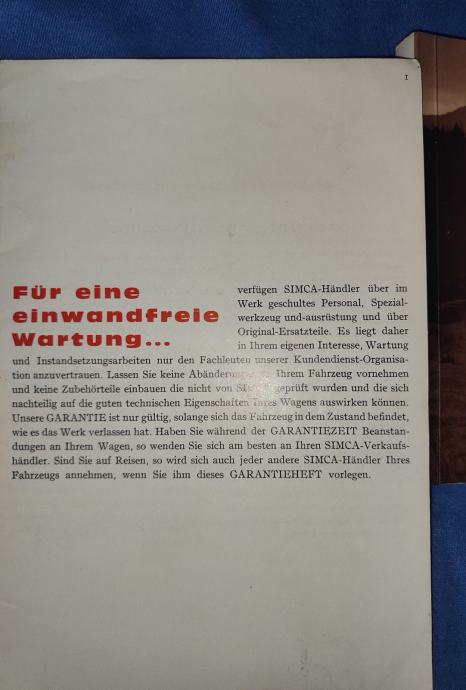 I
Für eine
einwandfreie
Wartung...
verfügen SIMCA-Händler über im
Werk geschultes Personal, Spezial-
werkzeug und-ausrüstung und über
Original-Ersatzteile. Es liegt daher
in Ihrem eigenen Interesse, Wartung
und Instandsetzungsarbeiten nur den Fachleuten unserer Kundendienst-Organisa-
tion anzuvertrauen. Lassen Sie keine Abänderungen Ihrem Fahrzeug vornehmen
und keine Zubehörteile einbauen die nicht von geprüft wurden und die sich
nachteilig auf die guten technischen Eigenschaften Ihres Wagens auswirken können.
Unsere GARANTIE ist nur gültig, solange sich das Fahrzeug in dem Zustand befindet,
wie es das Werk verlassen hat. Haben Sie während der GARANTIEZEIT Beanstan-
dungen an Ihrem Wagen, so wenden Sie sich am besten an Ihren SIMCA-Verkaufs-
händler. Sind Sie auf Reisen, so wird sich auch jeder andere SIMCA-Händler Ihres
Fahrzeugs annehmen, wenn Sie ihm dieses GARANTIEHEFT vorlegen.